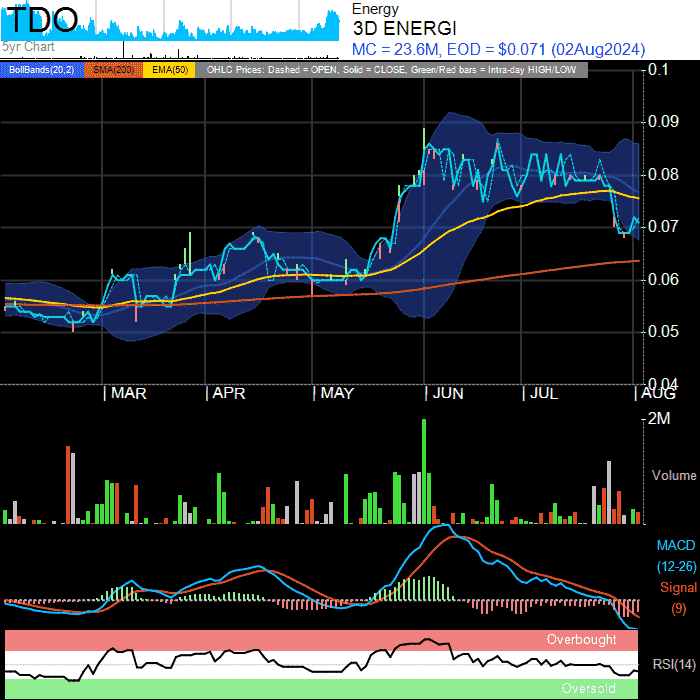 TDO
5yr Chart
Energy
3D ENERGI
MC = 23.6M, EOD = $0.071 (02Aug2024)
BollBands(20,2) SMA(200) EMA(50) OHLC Prices: Dashed = OPEN, Solid = CLOSE, Green/Red bars = Intra-day HIGH/LOW
0.1
0.09
0.08
0.07
0.06
0.05
0.04
MAR APR MAY JUN JUL AUG
2M
Volume
MACD
(12-26)
Signal
(9)
Overbought
RSI(14)
Oversold